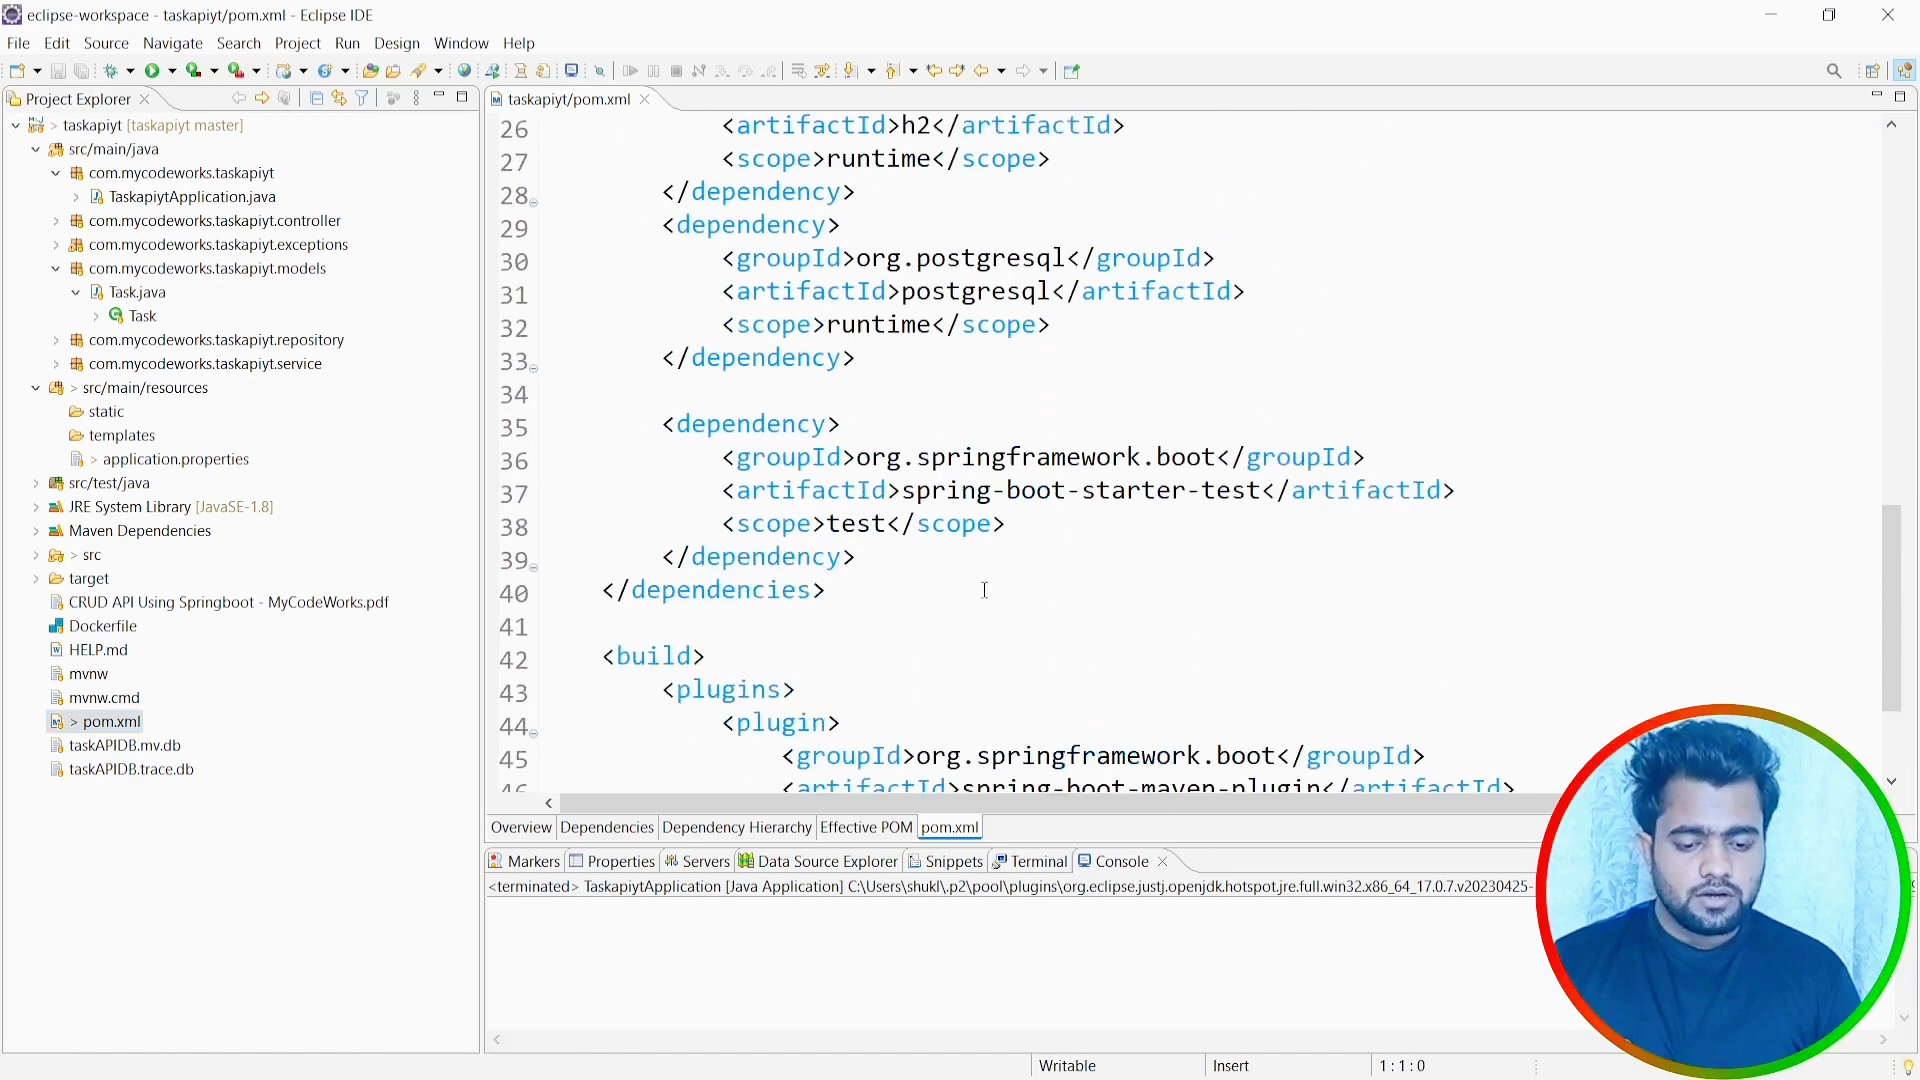 eclipse-workspace - taskapiyt/pom.xml - Eclipse IDE
File Edit Source Navigate Search Project Run Design Window Help
Project Explorer
taskapiyt/pom.xml
> taskapiyt [taskapiyt master]
src/main/java
com.mycodeworks.taskapiyt
TaskapiytApplication.java
com.mycodeworks.taskapiyt.controller
com.mycodeworks.taskapiyt.exceptions
com.mycodeworks.taskapiyt.models
Task.java
Task
com.mycodeworks.taskapiyt.repository
com.mycodeworks.taskapiyt.service
> src/main/resources
static
templates
> application.properties
src/test/java
JRE System Library [JavaSE-1.8]
Maven Dependencies
> src
target
CRUD API Using Springboot - MyCodeWorks.pdf
Dockerfile
HELP.md
mvnw
mvnw.cmd
> pom.xml
taskAPIDB.mv.db
taskAPIDB.trace.db
26 <artifactId>h2</artifactId>
27 <scope>runtime</scope>
28 </dependency>
29 <dependency>
30 <groupId>org.postgresql</groupId>
31 <artifactId>postgresql</artifactId>
32 <scope>runtime</scope>
33 </dependency>
34
35 <dependency>
36 <groupId>org.springframework.boot</groupId>
37 <artifactId>spring-boot-starter-test</artifactId>
38 <scope>test</scope>
39 </dependency>
40 </dependencies>
41
42 <build>
43 <plugins>
44 <plugin>
45 <groupId>org.springframework.boot</groupId>
46 <artifactId>spring-boot-maven-plugin</artifactId>
Overview Dependencies Dependency Hierarchy Effective POM pom.xml
Markers Properties Servers Data Source Explorer Snippets Terminal Console
<terminated> TaskapiytApplication [Java Application] C:\Users\shukl\.p2\pool\plugins\org.eclipse.justj.openjdk.hotspot.jre.full.win32.x86_64_17.0.7.v20230425-
Writable Insert 1:1:0